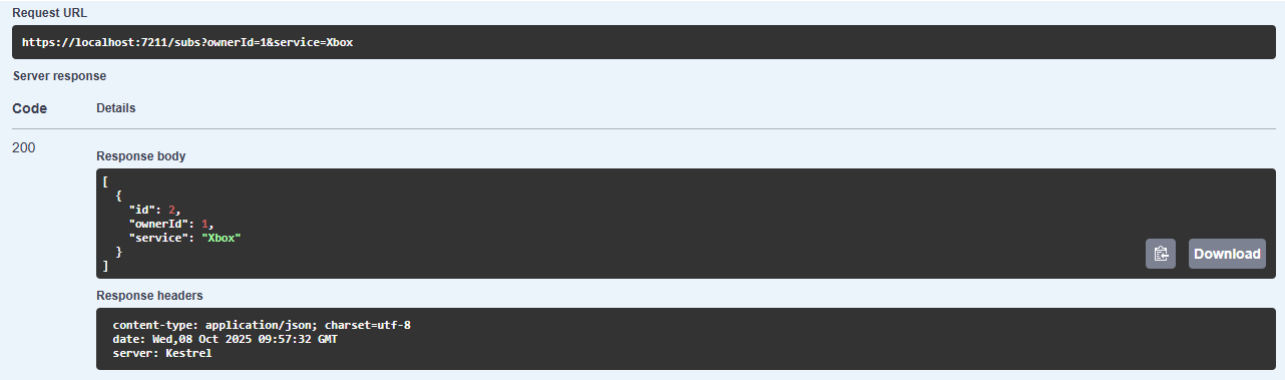 Request URL
https://localhost:7211/subs?ownerId=1&service=Xbox
Server response
Code Details
200
Response body
[
{
"id": 2,
"ownerId": 1,
"service": "Xbox"
}
]
Download
Response headers
content-type: application/json; charset=utf-8
date: Wed,08 Oct 2025 09:57:32 GMT
server: Kestrel